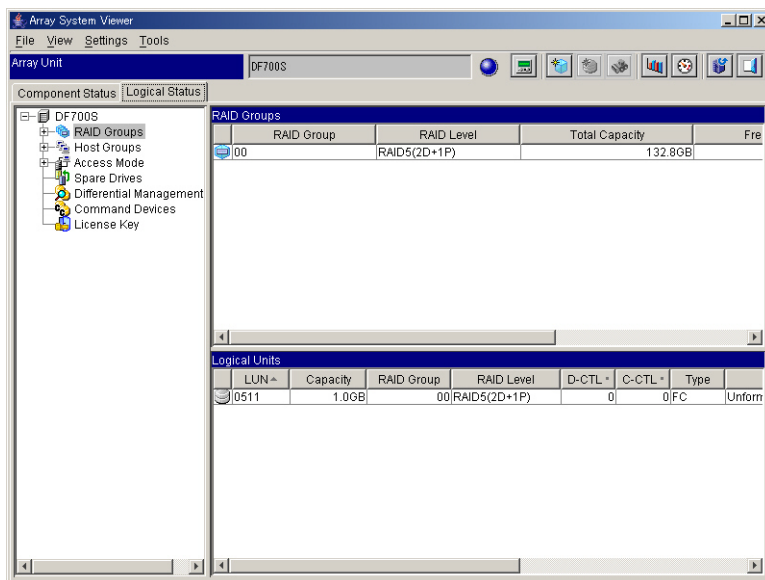 Array System Viewer
File View Settings Tools
Array Unit
DF700S
Component Status Logical Status
DF700S
RAID Groups
Host Groups
Access Mode
Spare Drives
Differential Management
Command Devices
License Key
RAID Groups
RAID Group RAID Level Total Capacity Fre
00 RAID5(2D+1P) 132.8GB
Logical Units
LUN Capacity RAID Group RAID Level D-CTL * C-CTL * Type
0511 1.0GB 00 RAID5(2D+1P) 0 0 FC Unform